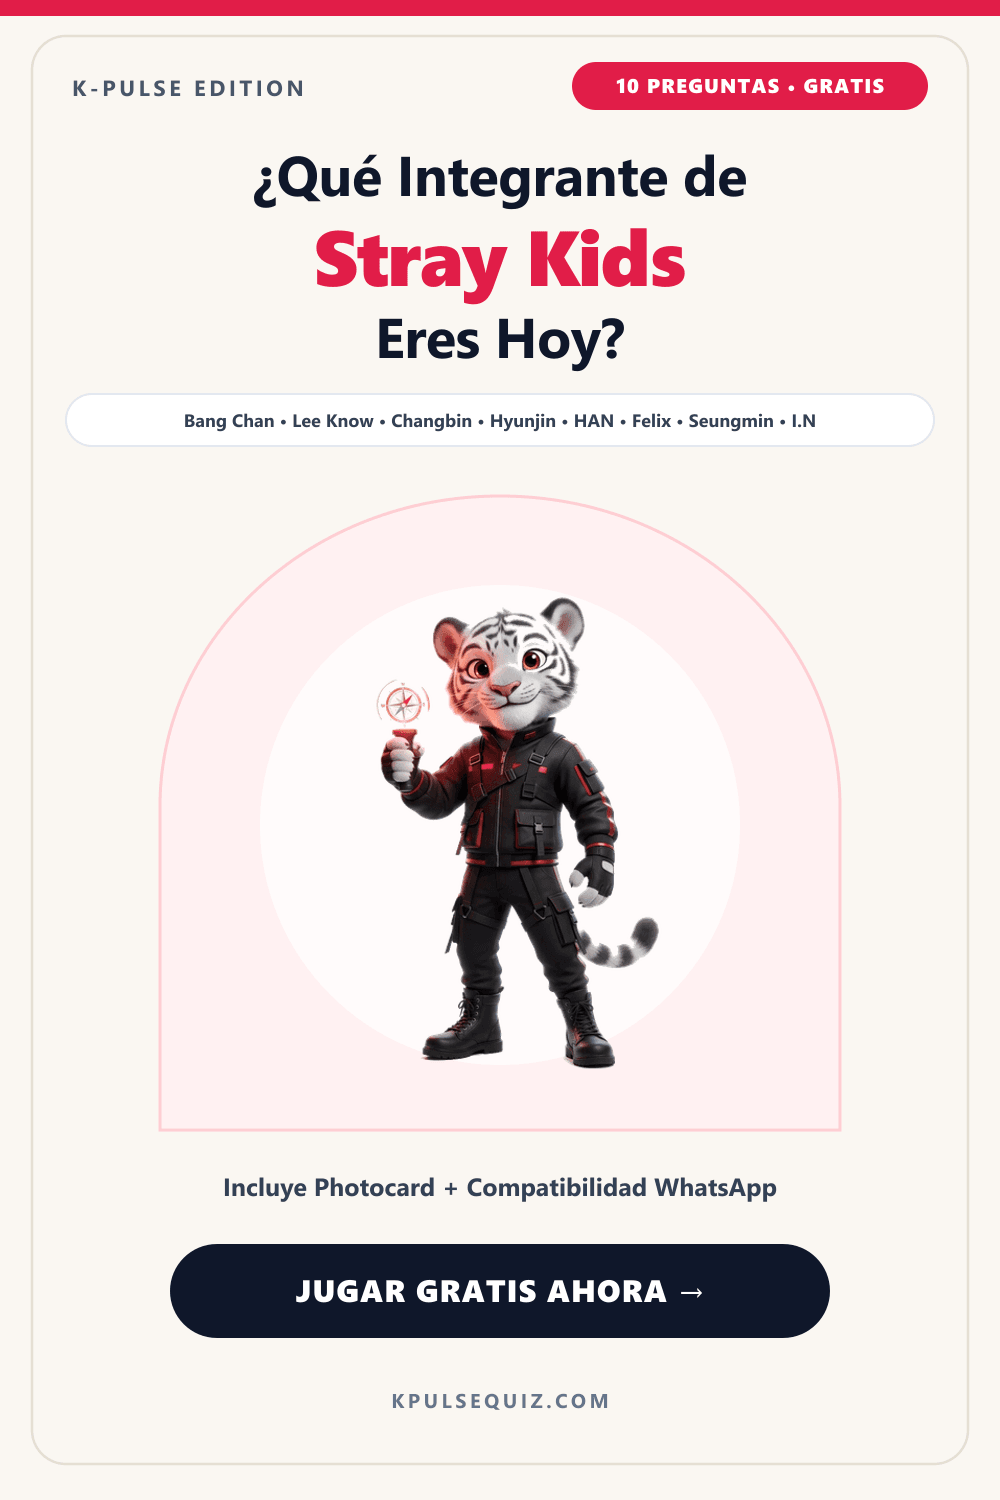 K-PULSE EDITION
10 PREGUNTAS • GRATIS
¿Qué Integrante de
Stray Kids
Eres Hoy?
Bang Chan • Lee Know • Changbin • Hyunjin • HAN • Felix • Seungmin • I.N
Incluye Photocard + Compatibilidad WhatsApp
JUGAR GRATIS AHORA →
KPULSEQUIZ.COM